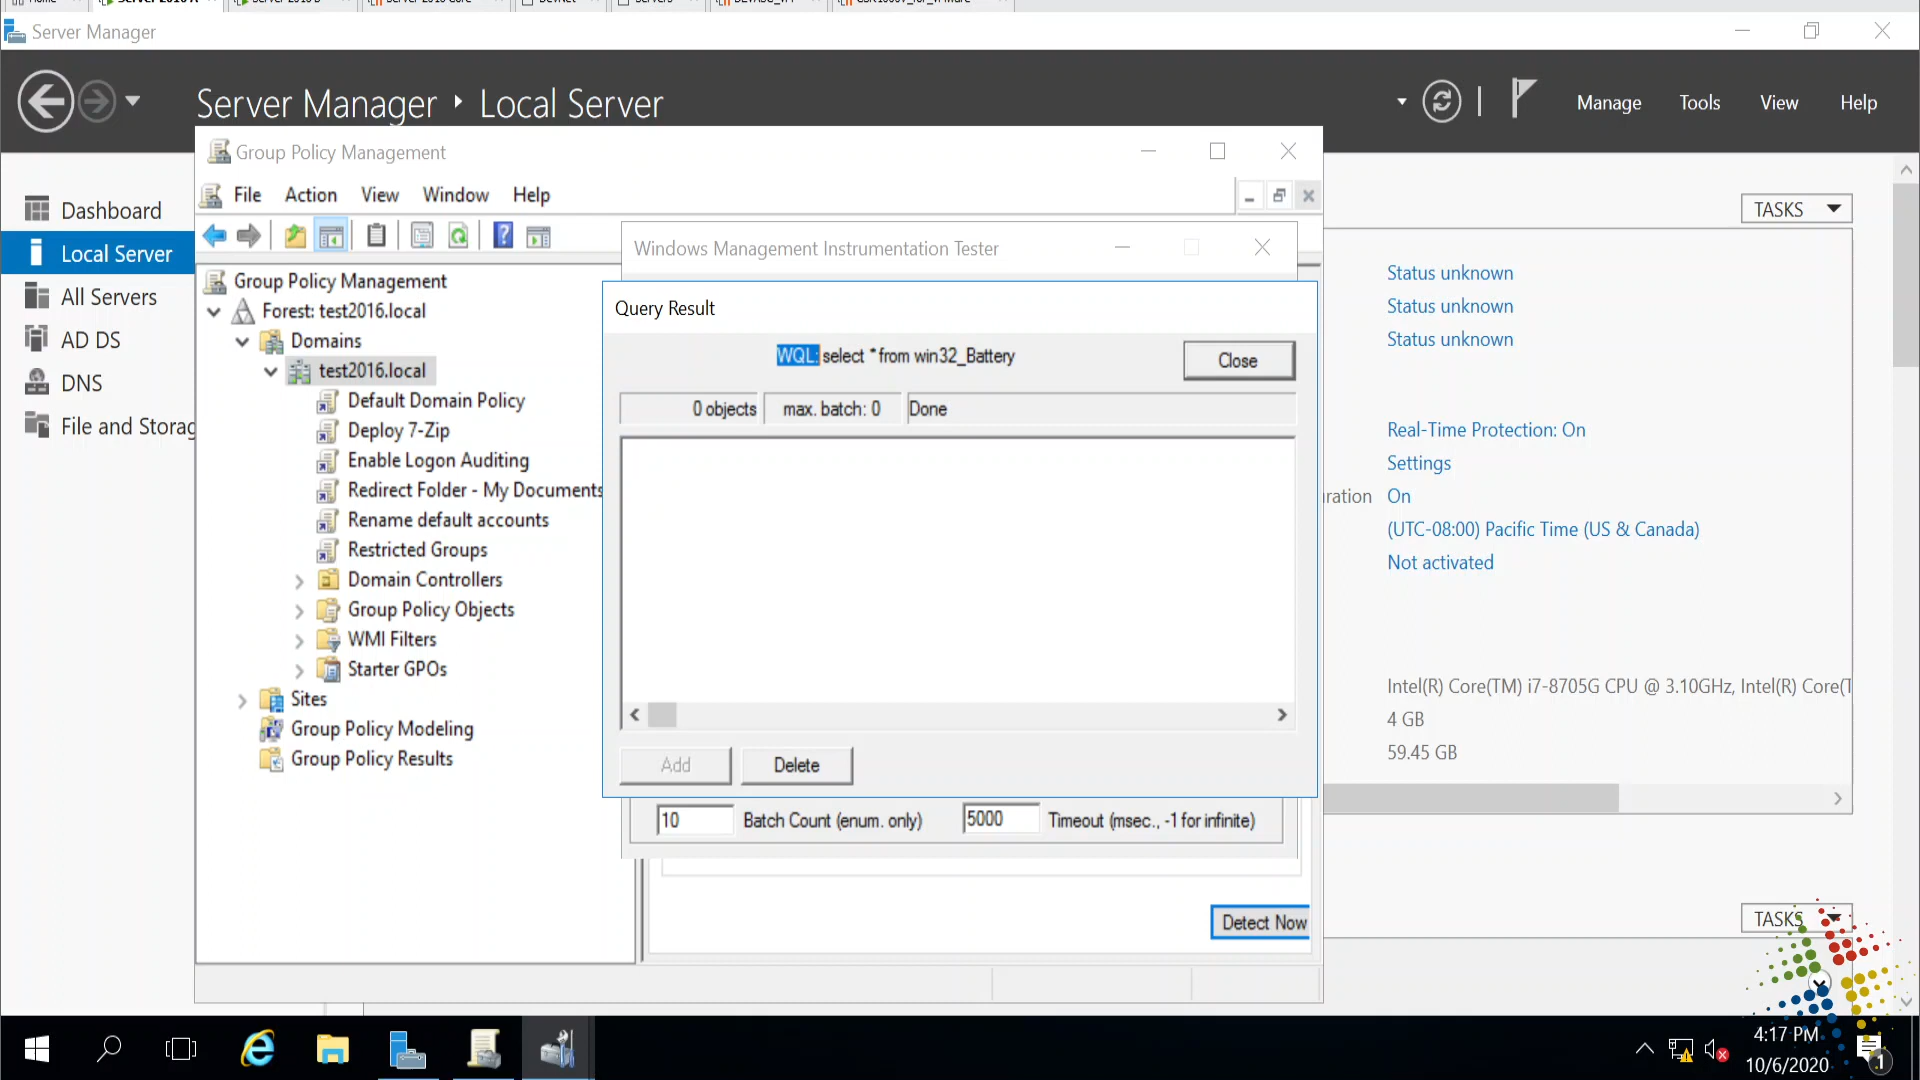 Server Manager
Server Manager
Local Server
Manage
Tools
View
Help
Group Policy Management
File
Action
View
Window
Help
TASKS
Dashboard
Local Server
All Servers
AD DS
DNS
File and Storag
Group Policy Management
Forest: test2016.local
Domains
test2016.local
Default Domain Policy
Deploy 7-Zip
Enable Logon Auditing
Redirect Folder - My Documents
Rename default accounts
Restricted Groups
Domain Controllers
Group Policy Objects
WMI Filters
Starter GPOs
Sites
Group Policy Modeling
Group Policy Results
Windows Management Instrumentation Tester
Query Result
WQL: select * from win32_Battery
Close
0 objects
max. batch: 0
Done
Add
Delete
10
Batch Count (enum. only)
5000
Timeout (msec., -1 for infinite)
Detect Now
Status unknown
Status unknown
Status unknown
Real-Time Protection: On
Settings
uration On
(UTC-08:00) Pacific Time (US & Canada)
Not activated
Intel(R) Core(TM) i7-8705G CPU @ 3.10GHz, Intel(R) Core(T
4 GB
59.45 GB
TASKS
4:17 PM
10/6/2020
1